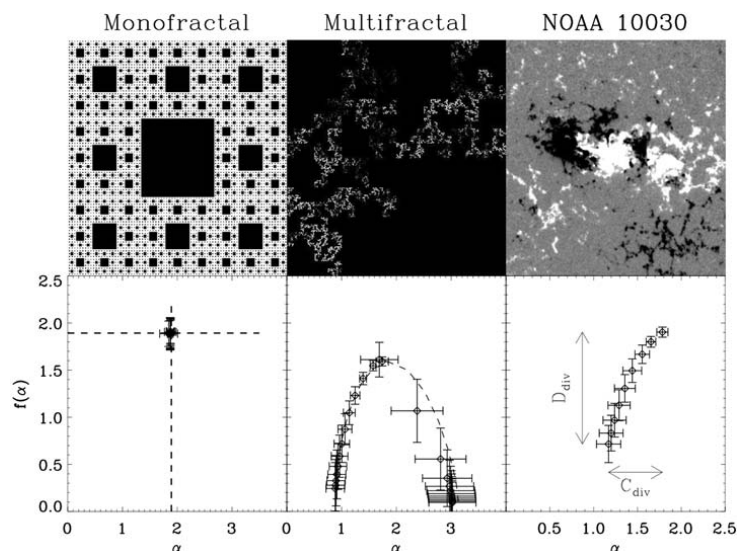 Monofractal Multifractal NOAA 10030
2.5
2.0
1.5
1.0
0.5
0.0
f(α)
0 1 2 3
α
0 1 2 3
α
D_div
C_div
0.5 1.0 1.5 2.0 2.5
α